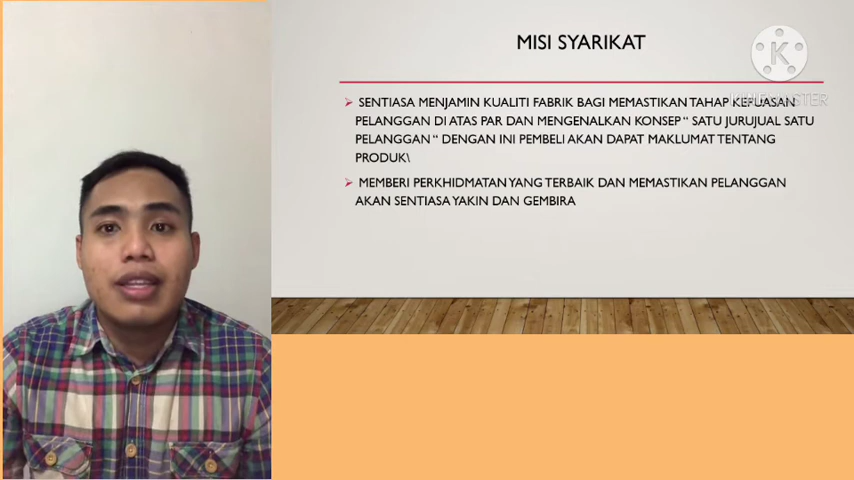 MISI SYARIKAT
K
KINEMASTER
➢ SENTIASA MENJAMIN KUALITI FABRIK BAGI MEMASTIKAN TAHAP KEPUASAN
PELANGGAN DI ATAS PAR DAN MENGENALKAN KONSEP " SATU JURUJUAL SATU
PELANGGAN " DENGAN INI PEMBELI AKAN DAPAT MAKLUMAT TENTANG
PRODUK\
➢ MEMBERI PERKHIDMATAN YANG TERBAIK DAN MEMASTIKAN PELANGGAN
AKAN SENTIASA YAKIN DAN GEMBIRA